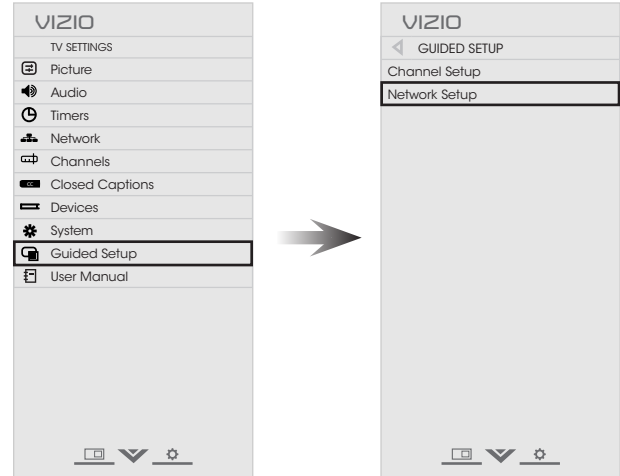 VIZIO
TV SETTINGS
Picture
Audio
Timers
Network
Channels
CC Closed Captions
Devices
System
Guided Setup
User Manual
VIZIO
GUIDED SETUP
Channel Setup
Network Setup